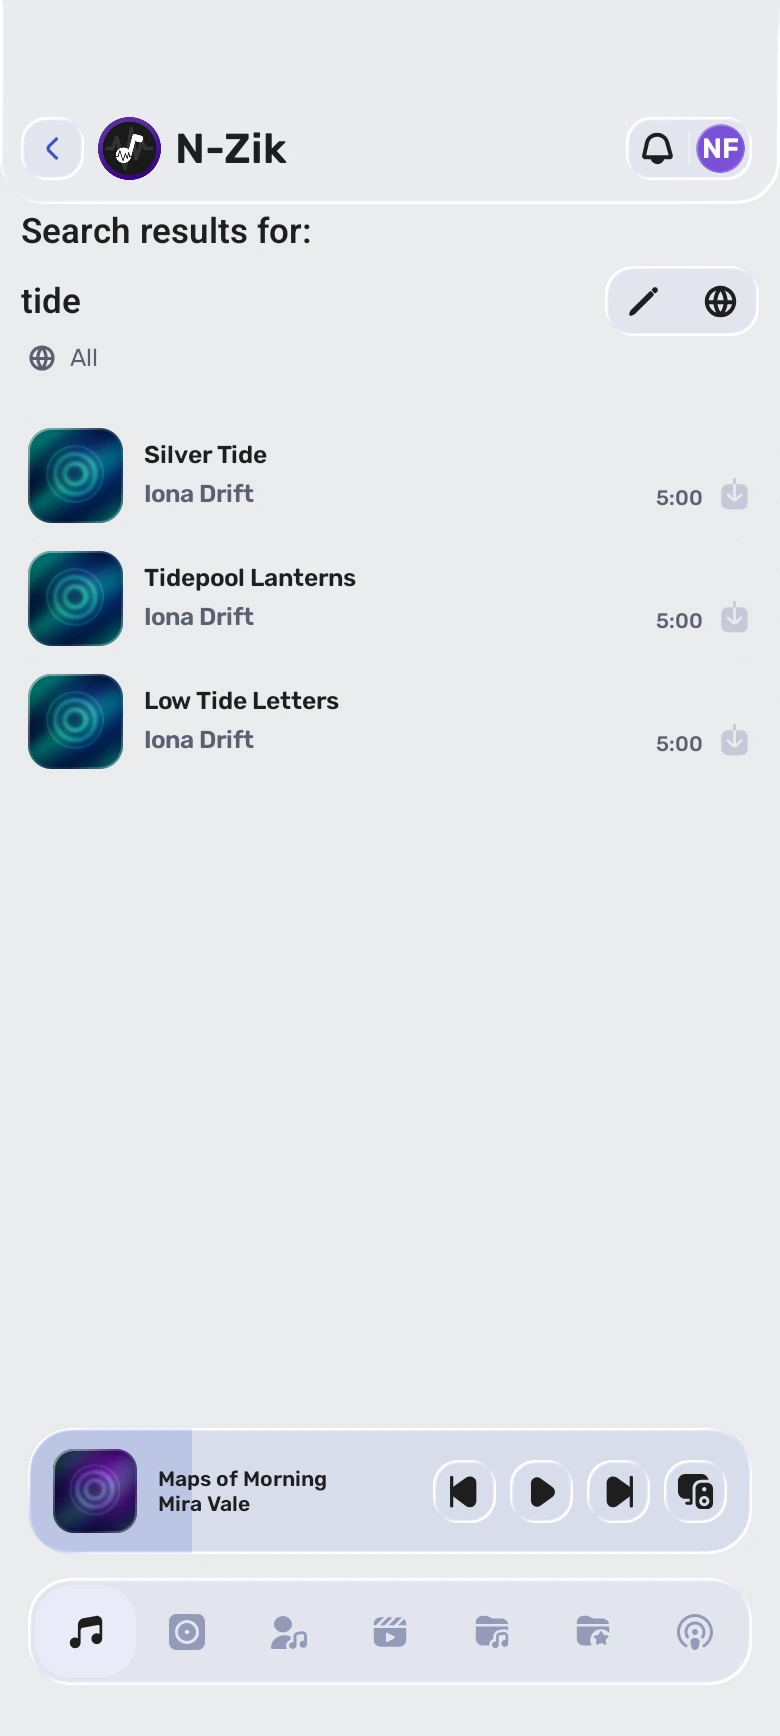 N-Zik
NF
Search results for:
tide
All
Silver Tide
Iona Drift
5:00
Tidepool Lanterns
Iona Drift
5:00
Low Tide Letters
Iona Drift
5:00
Maps of Morning
Mira Vale